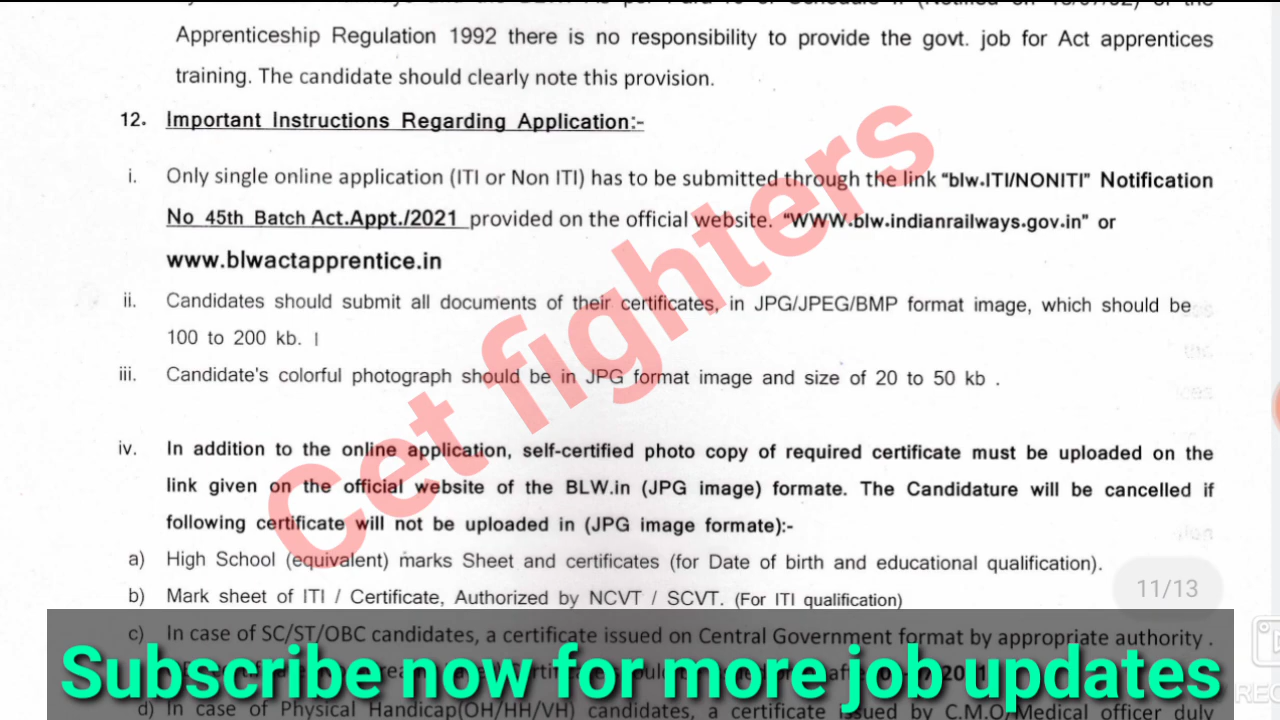 Apprenticeship Regulation 1992 there is no responsibility to provide the govt. job for Act apprentices
training. The candidate should clearly note this provision.
12. Important Instructions Regarding Application:-
i. Only single online application (ITI or Non ITI) has to be submitted through the link “blw.ITI/NONITI” Notification
No 45th Batch Act.Appt./2021 provided on the official website. “WWW.blw.indianrailways.gov.in” or
www.blwactapprentice.in
ii. Candidates should submit all documents of their certificates, in JPG/JPEG/BMP format image, which should be
100 to 200 kb. |
iii. Candidate's colorful photograph should be in JPG format image and size of 20 to 50 kb .
iv. In addition to the online application, self-certified photo copy of required certificate must be uploaded on the
link given on the official website of the BLW.in (JPG image) formate. The Candidature will be cancelled if
following certificate will not be uploaded in (JPG image formate):-
a) High School (equivalent) marks Sheet and certificates (for Date of birth and educational qualification).
11/13
b) Mark sheet of ITI / Certificate, Authorized by NCVT / SCVT. (For ITI qualification)
c) In case of SC/ST/OBC candidates, a certificate issued on Central Government format by appropriate authority .
Subscribe now for more job updates
d) In case of Physical Handicap(OH/HH/VH) candidates, a certificate issued by C.M.O/Medical officer duly
Cet fighters